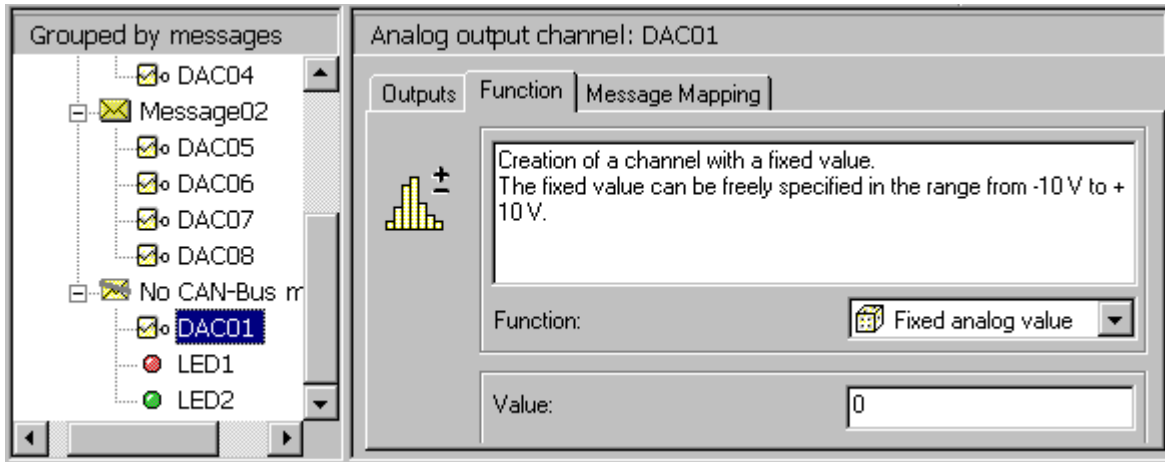 Grouped by messages
DAC04
Message02
DAC05
DAC06
DAC07
DAC08
No CAN-Bus m
DAC01
LED1
LED2
Analog output channel: DAC01
Outputs Function Message Mapping
Creation of a channel with a fixed value.
The fixed value can be freely specified in the range from -10 V to +
10 V.
Function: Fixed analog value
Value: 0